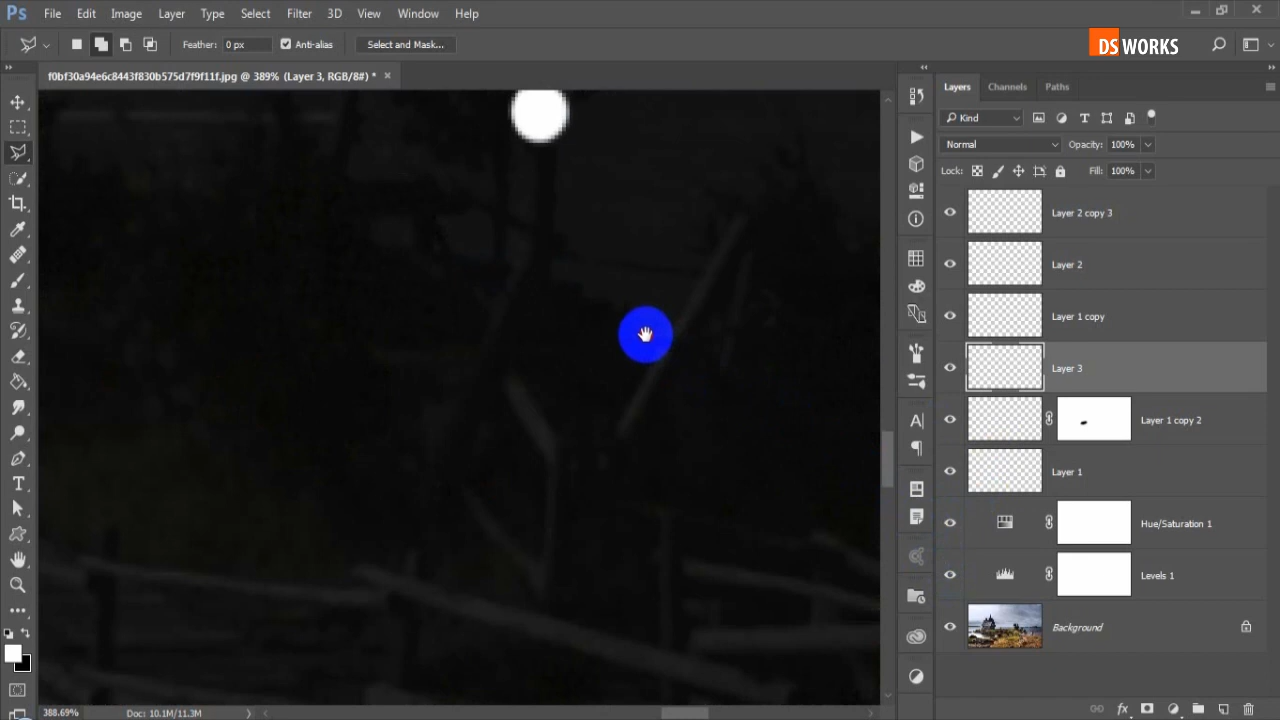 Ps File Edit Image Layer Type Select Filter 3D View Window Help
Feather: 0 px Anti-alias Select and Mask...
DS WORKS
f0bf30a94e6c8443f830b575d7f9f11f.jpg @ 389% (Layer 3, RGB/8#) * ×
Layers Channels Paths
Kind
Normal Opacity: 100%
Lock: Fill: 100%
Layer 2 copy 3
Layer 2
Layer 1 copy
Layer 3
Layer 1 copy 2
Layer 1
Hue/Saturation 1
Levels 1
Background
388.69% Doc: 10.1M/11.3M